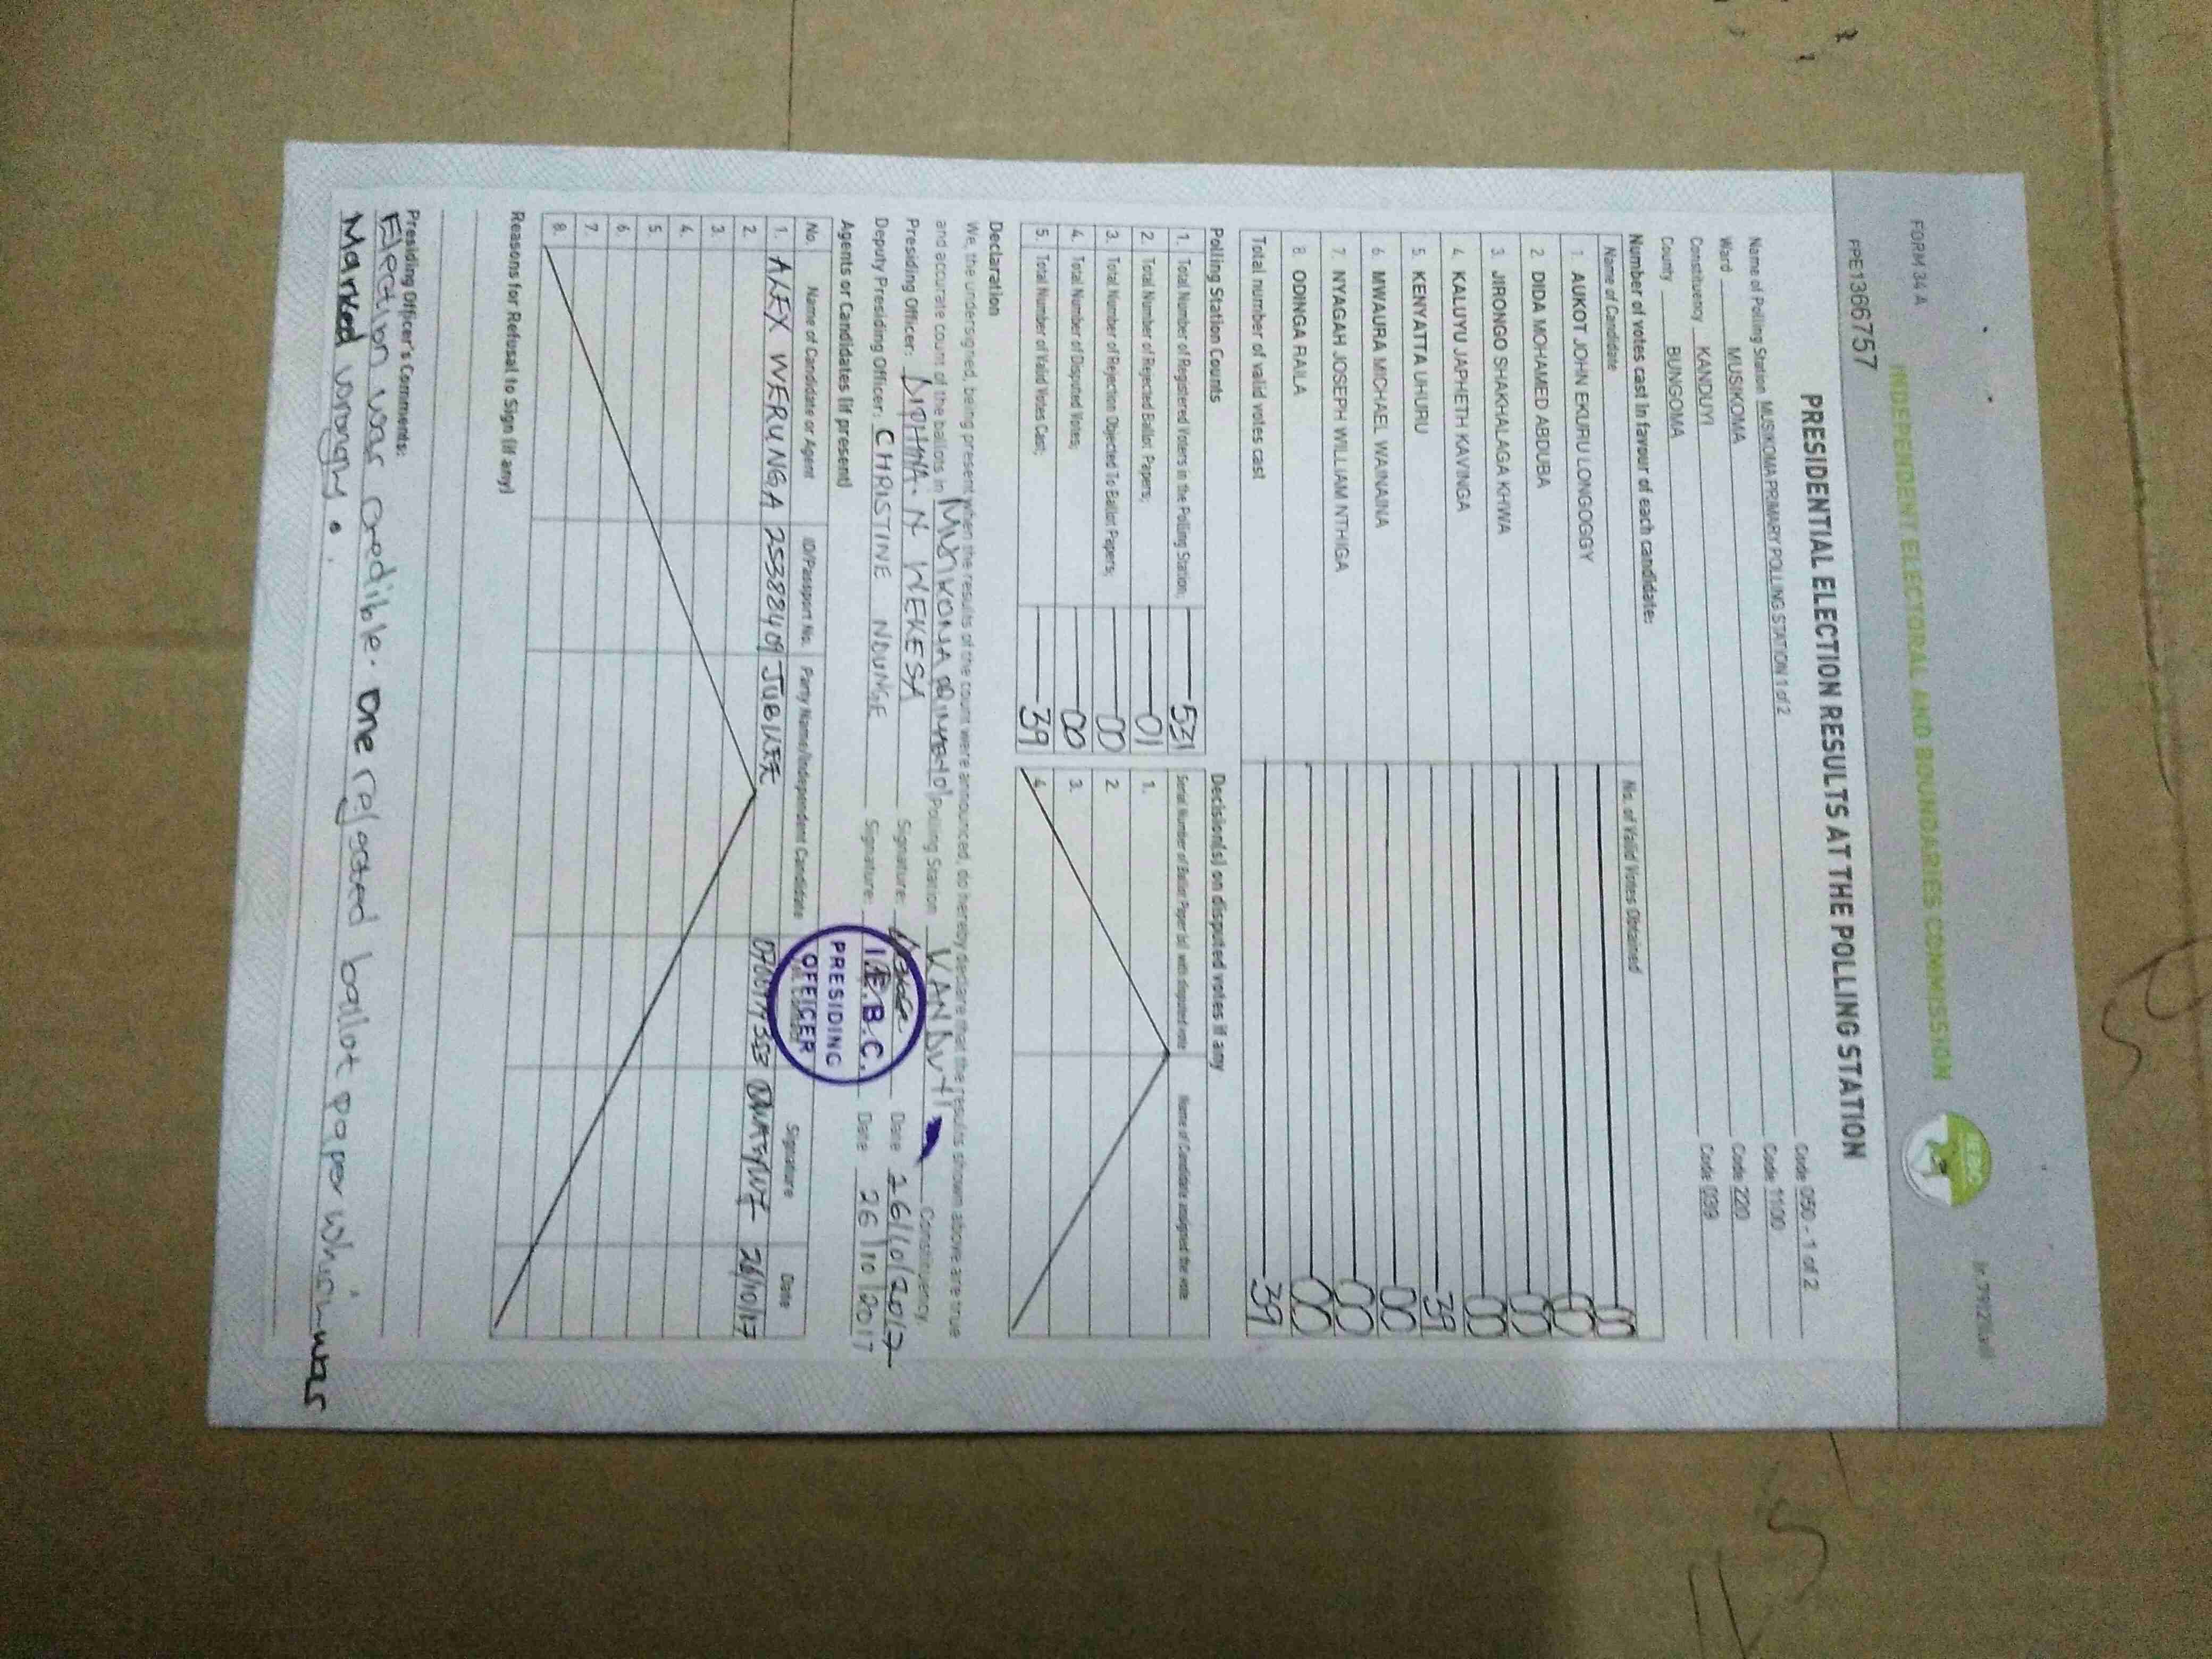 FORM 34 A
INDEPENDENT ELECTORAL AND BOUNDARIES COMMISSION
IEBC
PPE1366757
PRESIDENTIAL ELECTION RESULTS AT THE POLLING STATION
Name of Polling Station MUSIKOMA PRIMARY POLLING STATION 1 of 2 Code 050 - 1 of 2
Ward MUSIKOMA Code 1100
Constituency KANDUYI Code 220
County BUNGOMA Code 039
Number of votes cast in favour of each candidate:
Name of Candidate No. of Valid Votes Obtained
1. AUKOT JOHN EKURU LONGOGGY 00
2. DIDA MOHAMED ABDUBA 00
3. JIRONGO SHAKHALAGA KHWA 00
4. KALUYU JAPHETH KAVINGA 00
5. KENYATTA UHURU 39
6. MWAURA MICHAEL WAINAINA 00
7. NYAGAH JOSEPH WILLIAM NTHIGA 00
8. ODINGA RAILA 00
Total number of valid votes cast 39
Polling Station Counts
1. Total Number of Registered Voters in the Polling Station; 531
2. Total Number of Rejected Ballot Papers; 01
3. Total Number of Rejection Objected To Ballot Papers; 00
4. Total Number of Disputed Votes; 00
5. Total Number of Valid Votes Cast; 39
Decision(s) on disputed votes if any
Serial Number of Ballot Paper (s) with disputed vote Name of Candidate assigned the vote
1.
2.
3.
4.
Declaration
We, the undersigned, being present when the results of the count were announced, do hereby declare that the results shown above are true
and accurate count of the ballots in MUSIKOMA Polling Station KANDUYI Constituency.
Presiding Officer: N WEKESA Signature: Date 26/10/2017
Deputy Presiding Officer: CHRISTINE NDUNGE Signature: Date 26/10/2017
I.E.B.C.
PRESIDING
OFFICER
Agents or Candidates (if present)
No. Name of Candidate or Agent ID/Passport No. Party Name/Independent Candidate Signature Date
1. ALEX WERUNGA 25388409 JUBILEE 26/10/17
2.
3.
4.
5.
6.
7.
8.
Reasons for Refusal to Sign (if any)
Presiding Officer's Comments:
Election was credible. One rejected ballot paper which was
Marked wrongly.